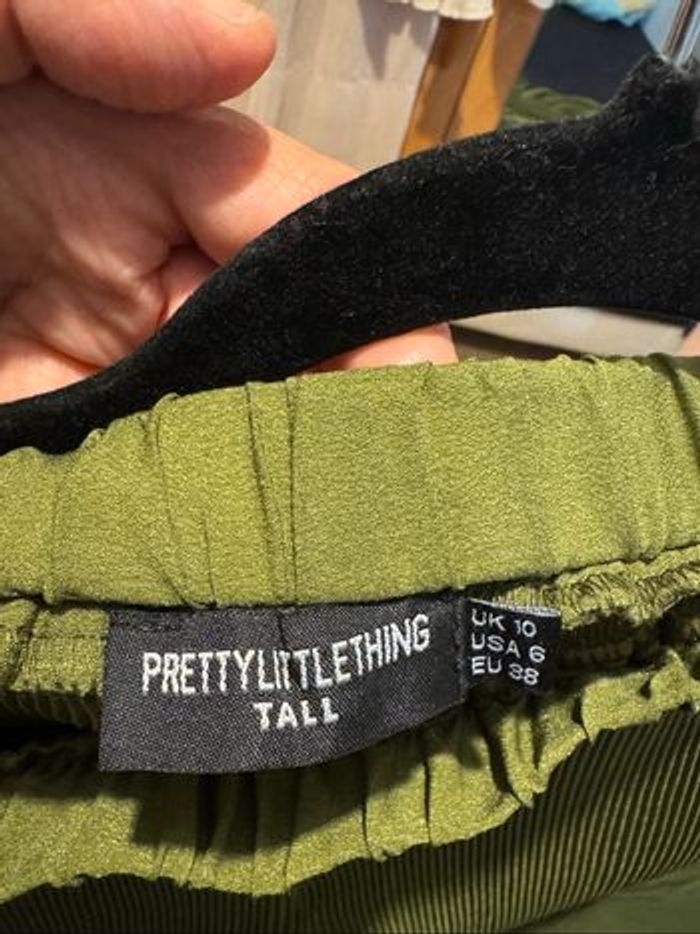 PRETTYLITTLETHING
TALL
UK 10
USA 6
EU 38